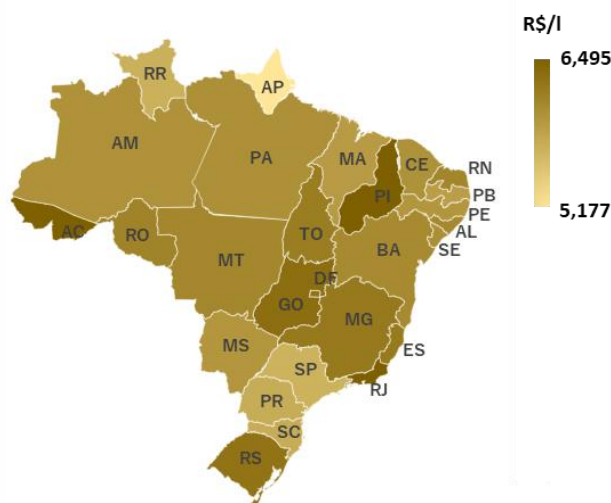 R$/l
6,495
5,177
RR
AP
AM
PA
MA
CE
RN
PB
PE
AL
SE
PI
AC
RO
TO
BA
MT
DF
GO
MG
ES
MS
SP
RJ
PR
SC
RS